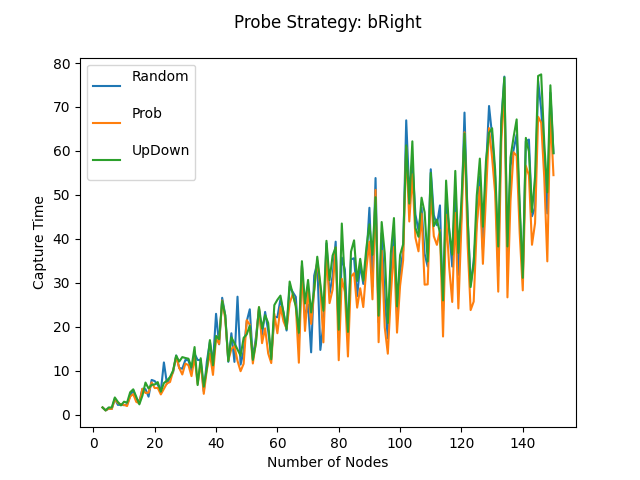 Probe Strategy: bRight
Random
Prob
UpDown
80
70
60
50
40
30
20
10
0
Capture Time
0 20 40 60 80 100 120 140
Number of Nodes